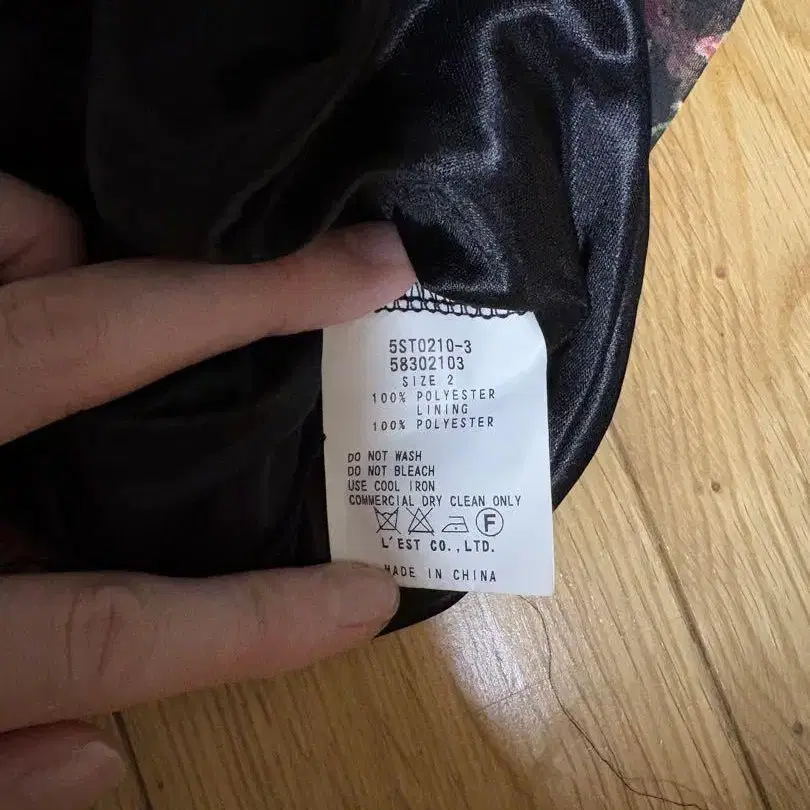 5ST0210-3
58302103
SIZE 2
100% POLYESTER
LINING
100% POLYESTER
DO NOT WASH
DO NOT BLEACH
USE COOL IRON
COMMERCIAL DRY CLEAN ONLY
F
L'EST CO.,LTD.
MADE IN CHINA